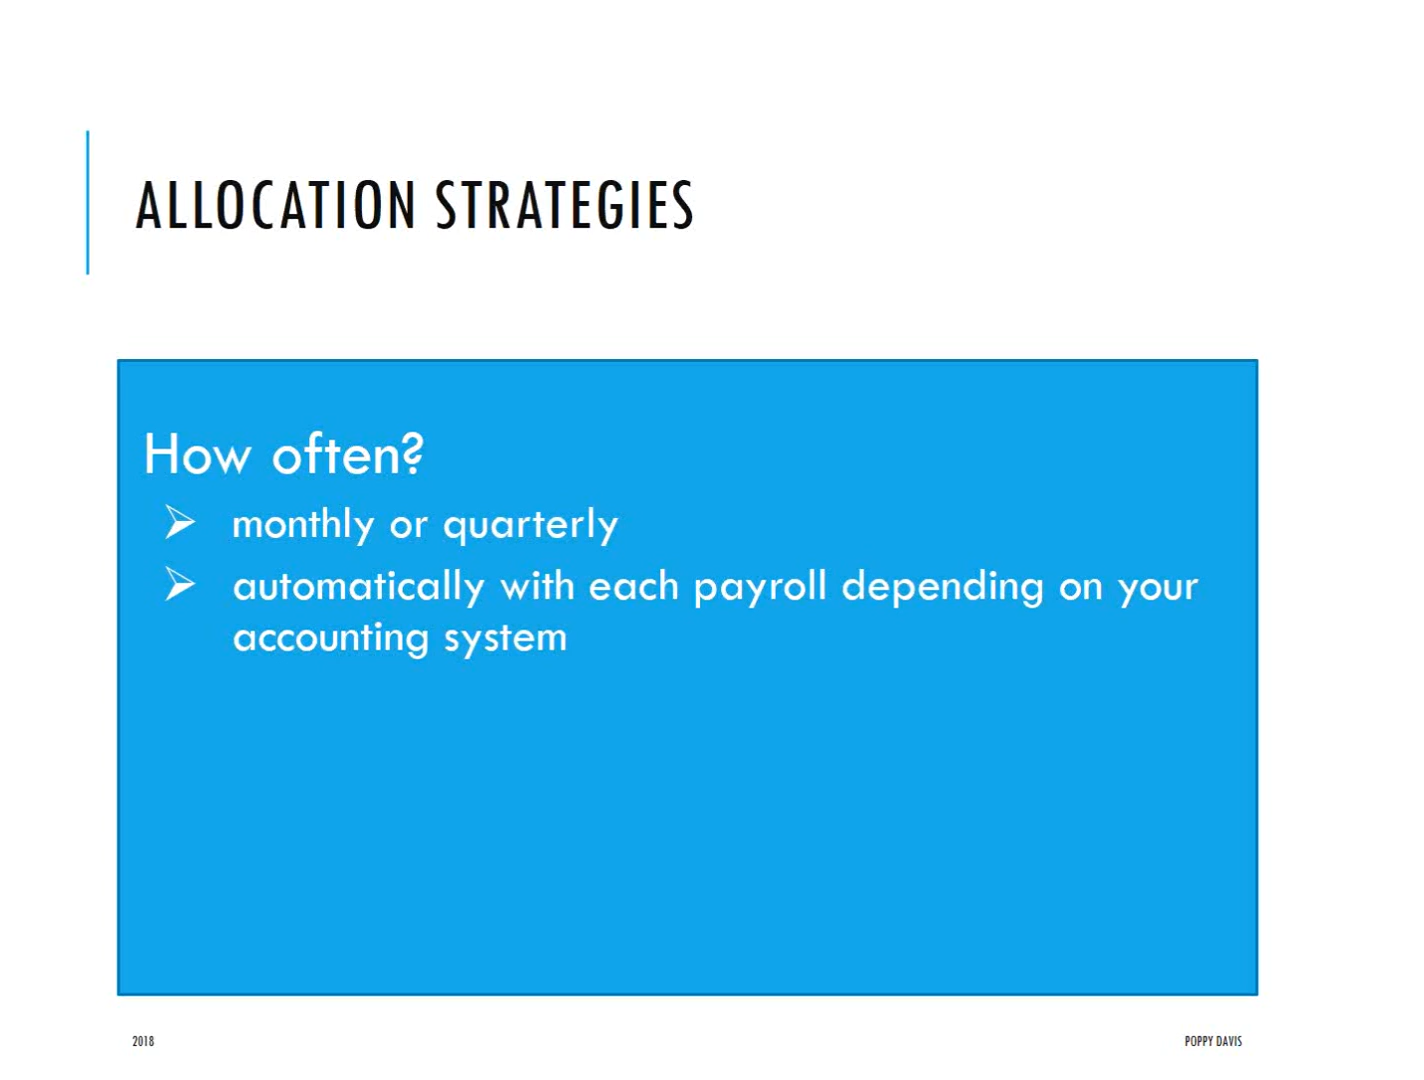 ALLOCATION STRATEGIES
How often?
➢ monthly or quarterly
➢ automatically with each payroll depending on your
accounting system
2018
POPPY DAVIS